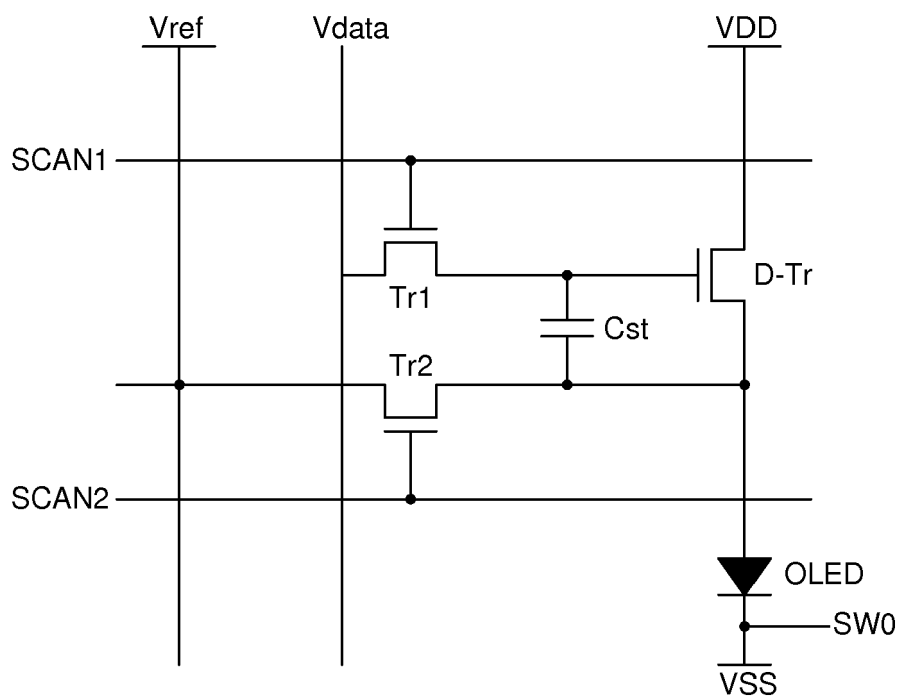 Vref
Vdata
VDD
SCAN1
D-Tr
Tr1
Cst
Tr2
SCAN2
OLED
SW0
VSS